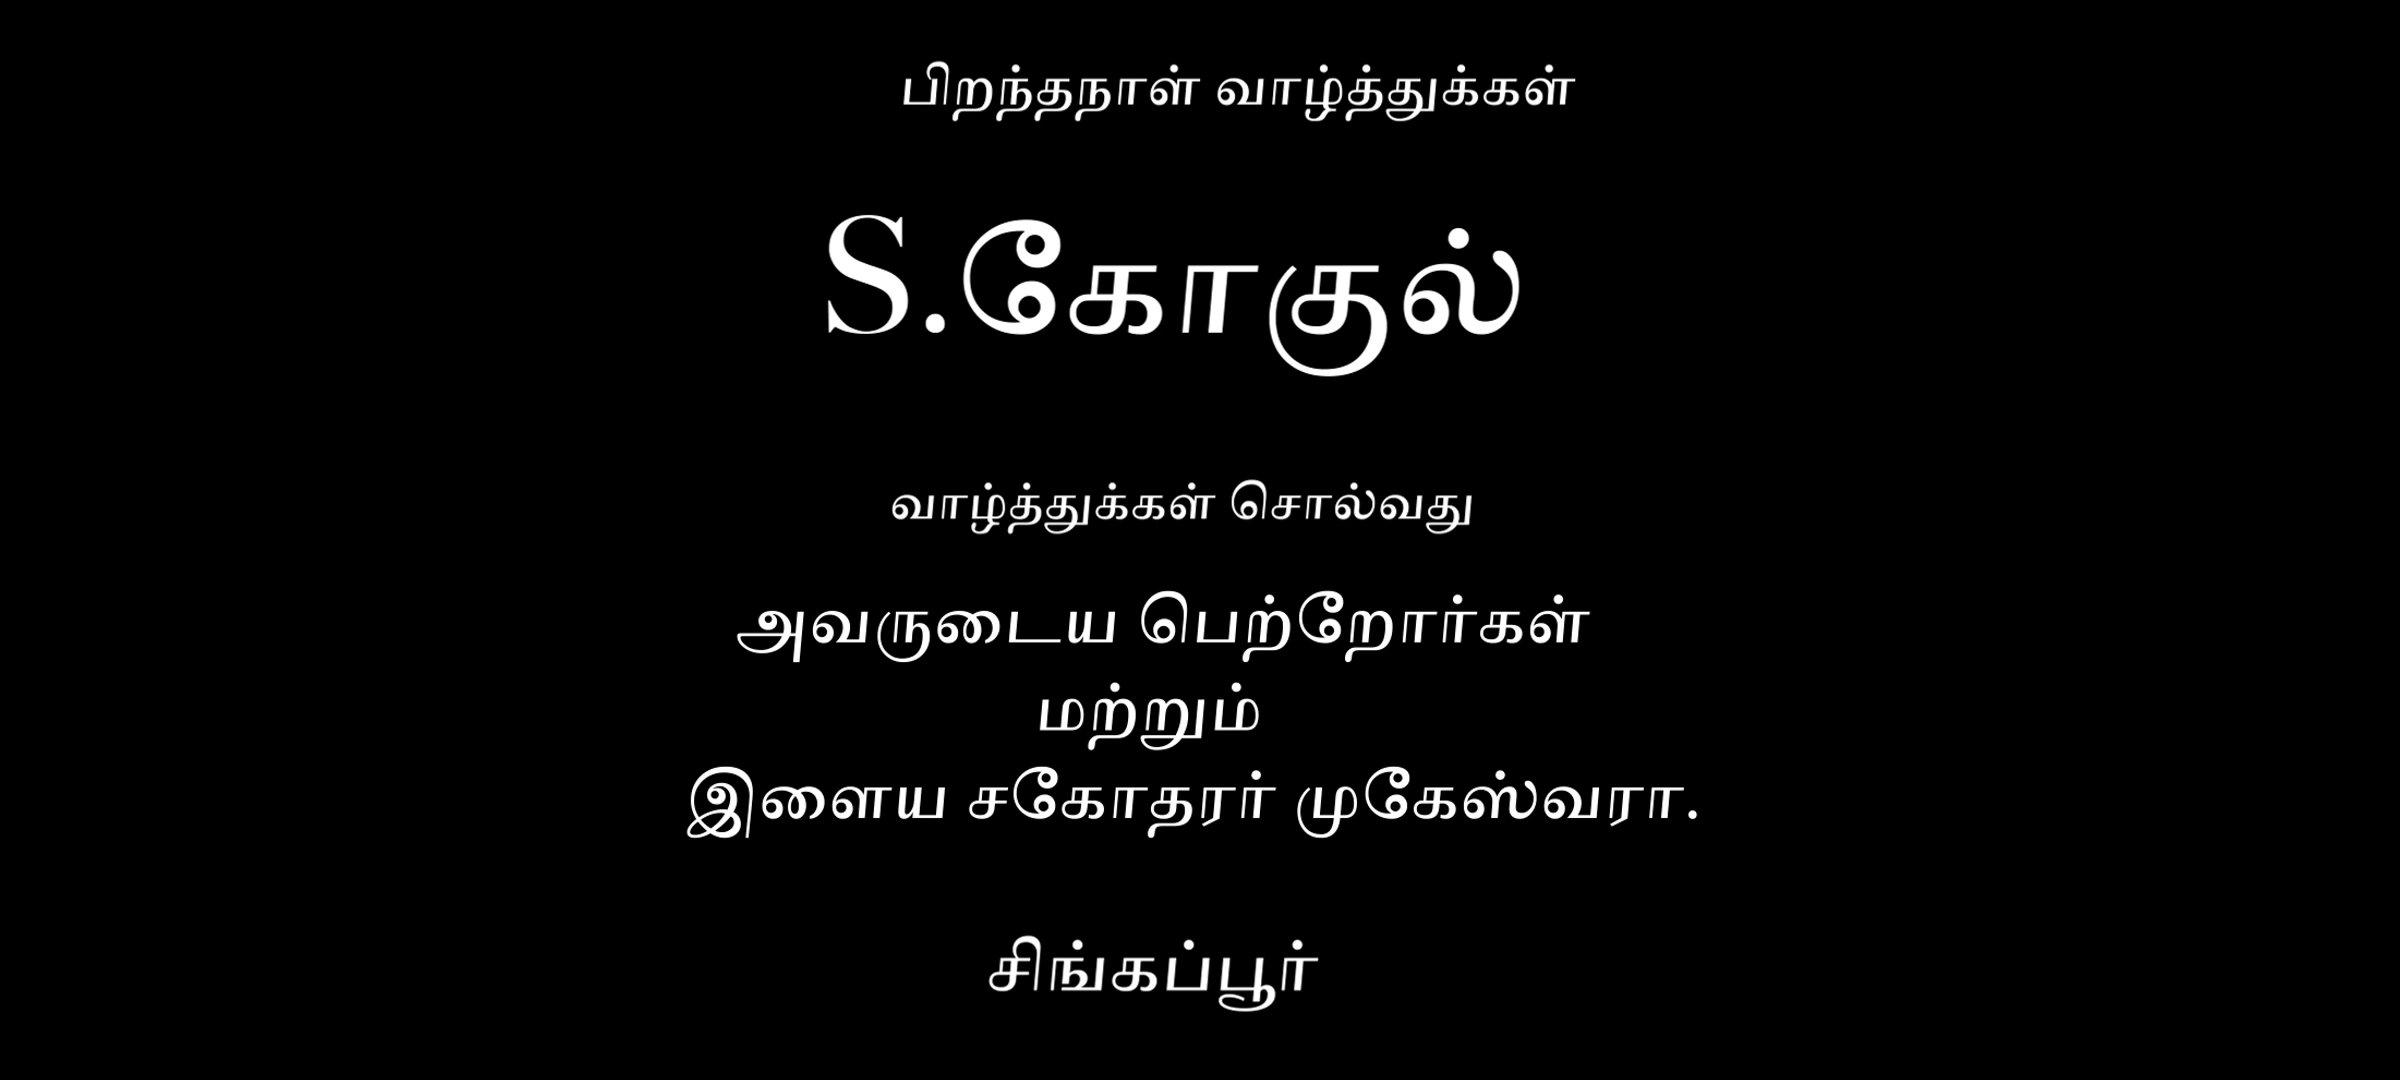 பிறந்தநாள் வாழ்த்துக்கள்
S.கோகுல்
வாழ்த்துக்கள் சொல்வது
அவருடைய பெற்றோர்கள்
மற்றும்
இளைய சகோதரர் முகேஸ்வரா.
சிங்கப்பூர்